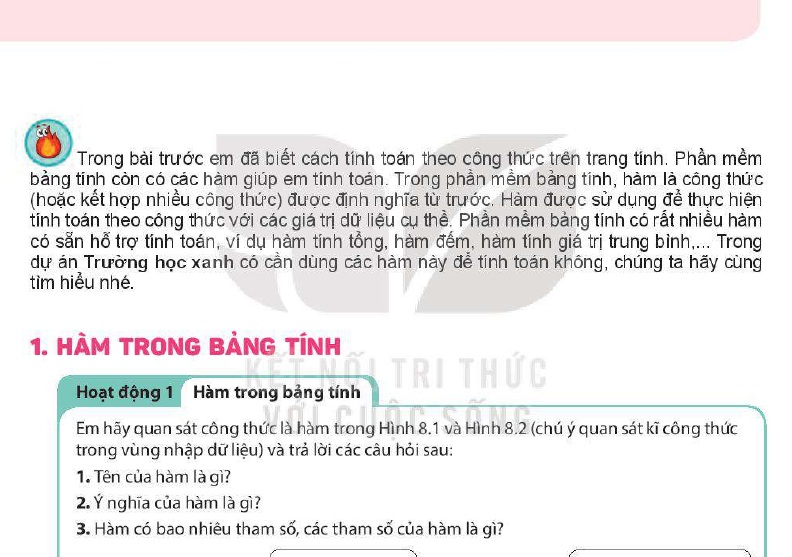 Trong bài trước em đã biết cách tính toán theo công thức trên trang tính. Phần mềm
bảng tính còn có các hàm giúp em tính toán. Trong phần mềm bảng tính, hàm là công thức
(hoặc kết hợp nhiều công thức) được định nghĩa từ trước. Hàm được sử dụng để thực hiện
tính toán theo công thức với các giá trị dữ liệu cụ thể. Phần mềm bảng tính có rất nhiều hàm
có sẵn hỗ trợ tính toán, ví dụ hàm tính tổng, hàm đếm, hàm tính giá trị trung bình,... Trong
dự án Trường học xanh có cần dùng các hàm này để tính toán không, chúng ta hãy cùng
tìm hiểu nhé.
1. HÀM TRONG BẢNG TÍNH
KẾT NỐI TRI THỨC
Hoạt động 1 Hàm trong bảng tính
VỚI CUỘC SỐNG
Em hãy quan sát công thức là hàm trong Hình 8.1 và Hình 8.2 (chú ý quan sát kĩ công thức
trong vùng nhập dữ liệu) và trả lời các câu hỏi sau:
1. Tên của hàm là gì?
2. Ý nghĩa của hàm là gì?
3. Hàm có bao nhiêu tham số, các tham số của hàm là gì?